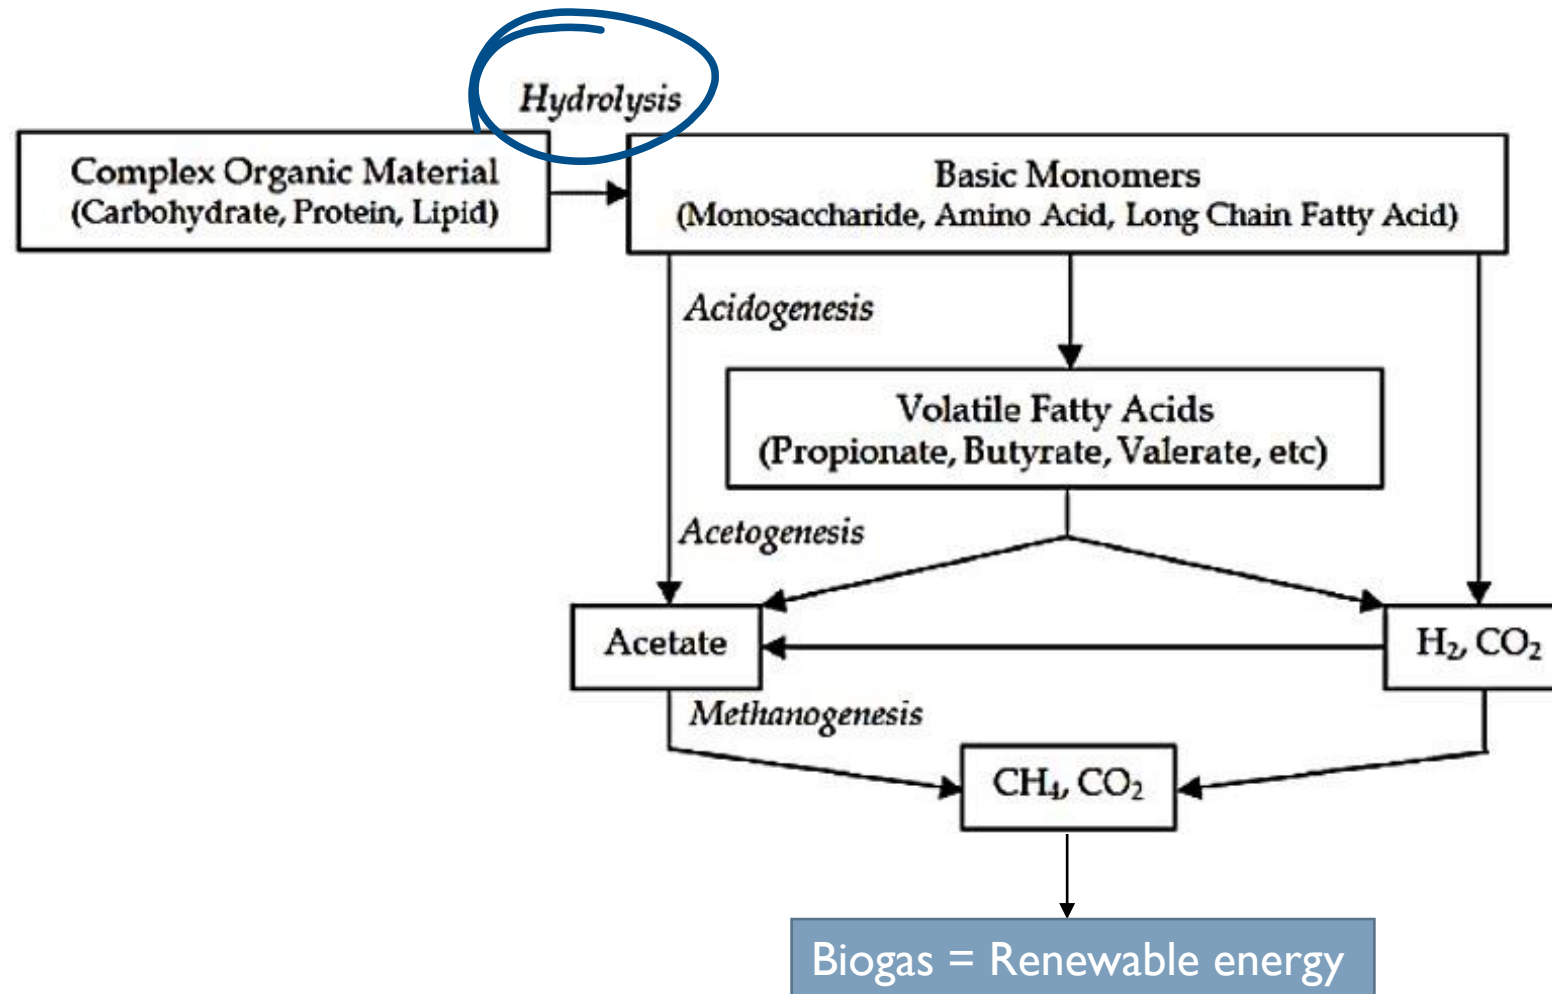 Hydrolysis
Complex Organic Material
(Carbohydrate, Protein, Lipid)
Basic Monomers
(Monosaccharide, Amino Acid, Long Chain Fatty Acid)
Acidogenesis
Volatile Fatty Acids
(Propionate, Butyrate, Valerate, etc)
Acetogenesis
Acetate
H₂, CO₂
Methanogenesis
CH₄, CO₂
Biogas = Renewable energy